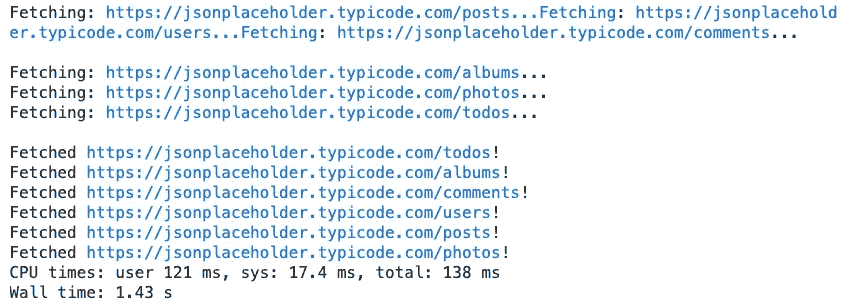 Fetching: https://jsonplaceholder.typicode.com/posts...Fetching: https://jsonplacehold
er.typicode.com/users...Fetching: https://jsonplaceholder.typicode.com/comments...
Fetching: https://jsonplaceholder.typicode.com/albums...
Fetching: https://jsonplaceholder.typicode.com/photos...
Fetching: https://jsonplaceholder.typicode.com/todos...
Fetched https://jsonplaceholder.typicode.com/todos!
Fetched https://jsonplaceholder.typicode.com/albums!
Fetched https://jsonplaceholder.typicode.com/comments!
Fetched https://jsonplaceholder.typicode.com/users!
Fetched https://jsonplaceholder.typicode.com/posts!
Fetched https://jsonplaceholder.typicode.com/photos!
CPU times: user 121 ms, sys: 17.4 ms, total: 138 ms
Wall time: 1.43 s